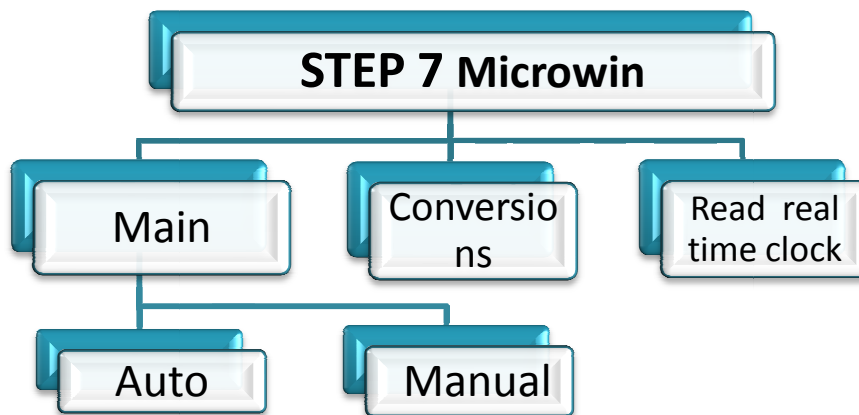 STEP 7 Microwin
Main
Conversio
ns
Read real
time clock
Auto
Manual